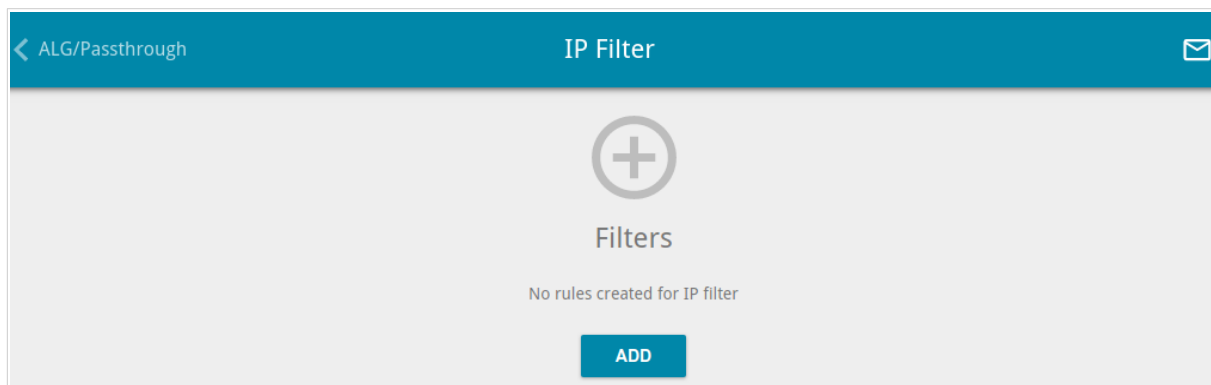 ALG/Passthrough
IP Filter
Filters
No rules created for IP filter
ADD